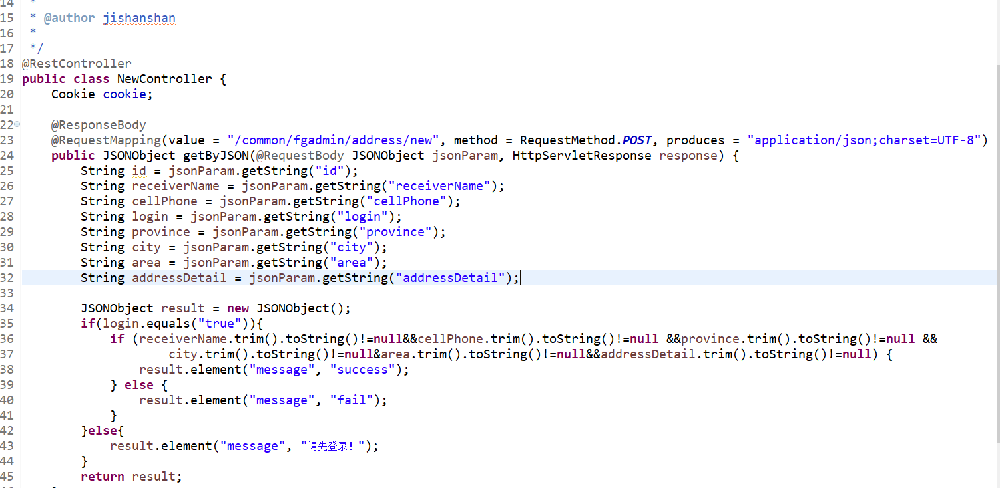 14 *
15 * @author jishanshan
16 *
17 */
18 @RestController
19 public class NewController {
20 Cookie cookie;
21
22 @ResponseBody
23 @RequestMapping(value = "/common/fgadmin/address/new", method = RequestMethod.POST, produces = "application/json;charset=UTF-8")
24 public JSONObject getByJSON(@RequestBody JSONObject jsonParam, HttpServletResponse response) {
25 String id = jsonParam.getString("id");
26 String receiverName = jsonParam.getString("receiverName");
27 String cellPhone = jsonParam.getString("cellPhone");
28 String login = jsonParam.getString("login");
29 String province = jsonParam.getString("province");
30 String city = jsonParam.getString("city");
31 String area = jsonParam.getString("area");
32 String addressDetail = jsonParam.getString("addressDetail");
33
34 JSONObject result = new JSONObject();
35 if(login.equals("true")){
36 if (receiverName.trim().toString()!=null&&cellPhone.trim().toString()!=null &&province.trim().toString()!=null &&
37 city.trim().toString()!=null&area.trim().toString()!=null&&addressDetail.trim().toString()!=null) {
38 result.element("message", "success");
39 } else {
40 result.element("message", "fail");
41 }
42 }else{
43 result.element("message", "请先登录!");
44 }
45 return result;